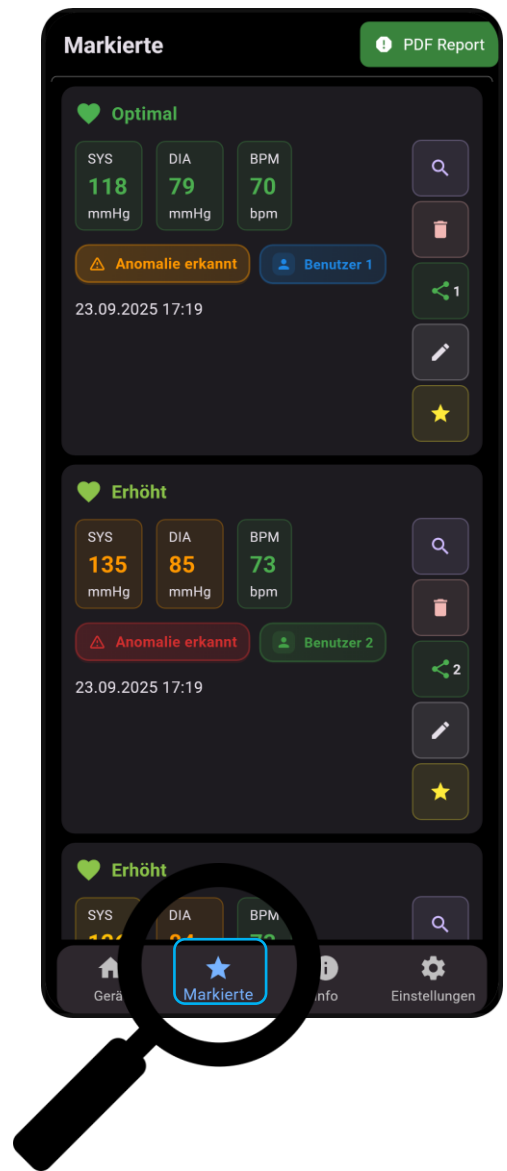 Markierte
PDF Report
Optimal
SYS DIA BPM
118 79 70
mmHg mmHg bpm
Anomalie erkannt Benutzer 1
1
23.09.2025 17:19
Erhöht
SYS DIA BPM
135 85 73
mmHg mmHg bpm
Anomalie erkannt Benutzer 2
2
23.09.2025 17:19
Erhöht
SYS DIA BPM
Markierte Einstellungen